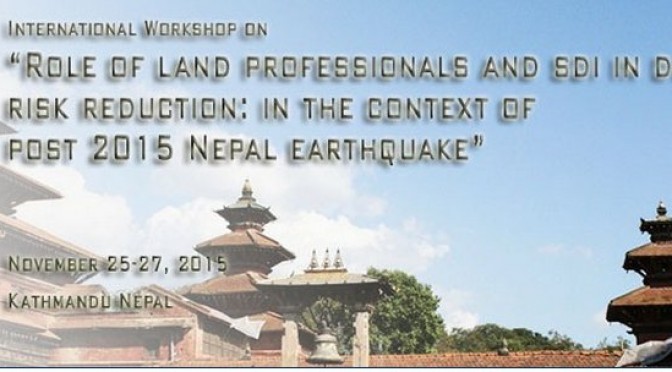 International Workshop on
“Role of land professionals and sdi in d
risk reduction: in the context of
post 2015 Nepal earthquake”
November 25-27, 2015
Kathmandu Nepal